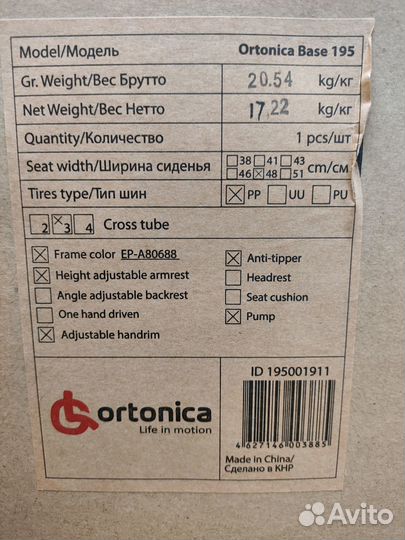 Model/Модель Ortonica Base 195
Gr. Weight/Вес Брутто 20.54 kg/кг
Net Weight/Вес Нетто 17,22 kg/кг
Quantity/Количество 1 pcs/шт
Seat width/Ширина сиденья ☐38 ☐41 ☐43
☐46 ☒48 ☐51 cm/см
Tires type/Тип шин ☒PP ☐UU ☐PU
2 ☒ 3 ☐ 4 Cross tube
☒ Frame color EP-A80688 ☒ Anti-tipper
☒ Height adjustable armrest ☐ Headrest
☐ Angle adjustable backrest ☐ Seat cushion
☐ One hand driven ☒ Pump
☒ Adjustable handrim
ID 195001911
ortonica
Life in motion
4 627146 003885
Made in China/
Сделано в КНР
Avito